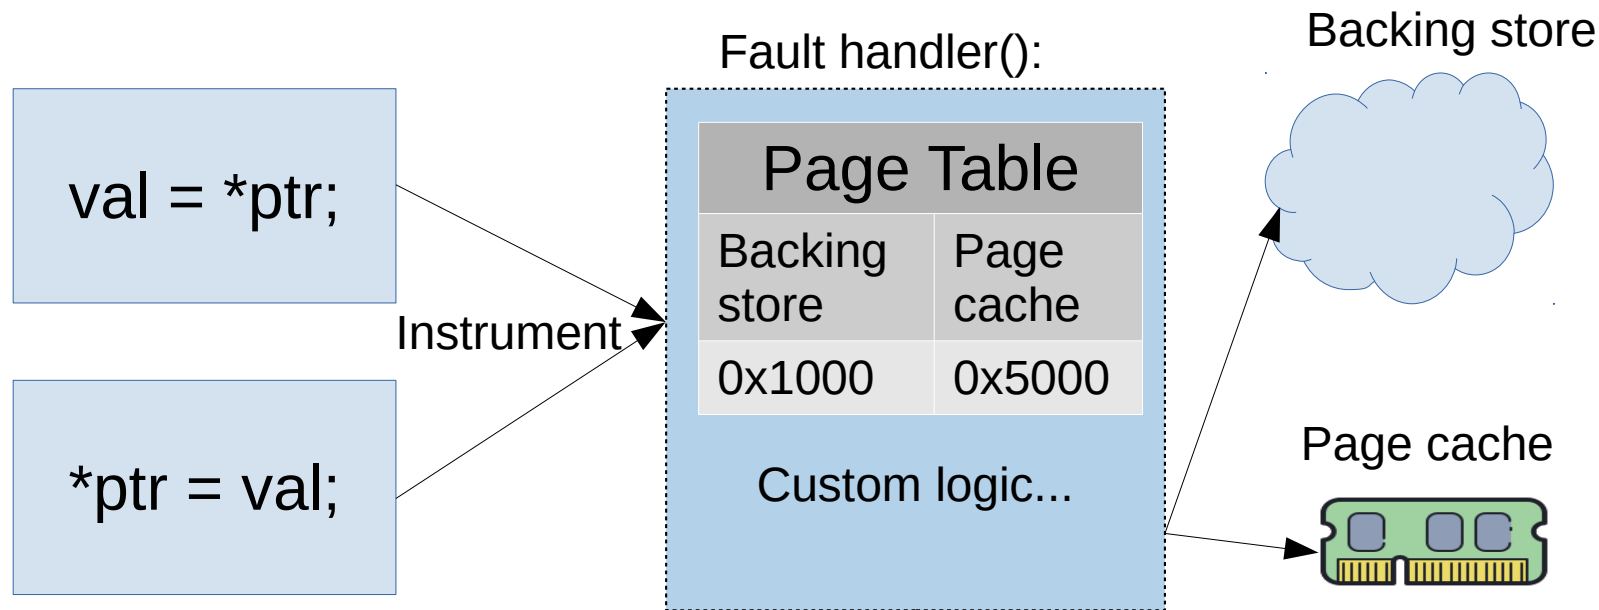 val = *ptr;
*ptr = val;
Instrument
Fault handler():
Page Table
Backing
store
Page
cache
0x1000
0x5000
Custom logic...
Backing store
Page cache